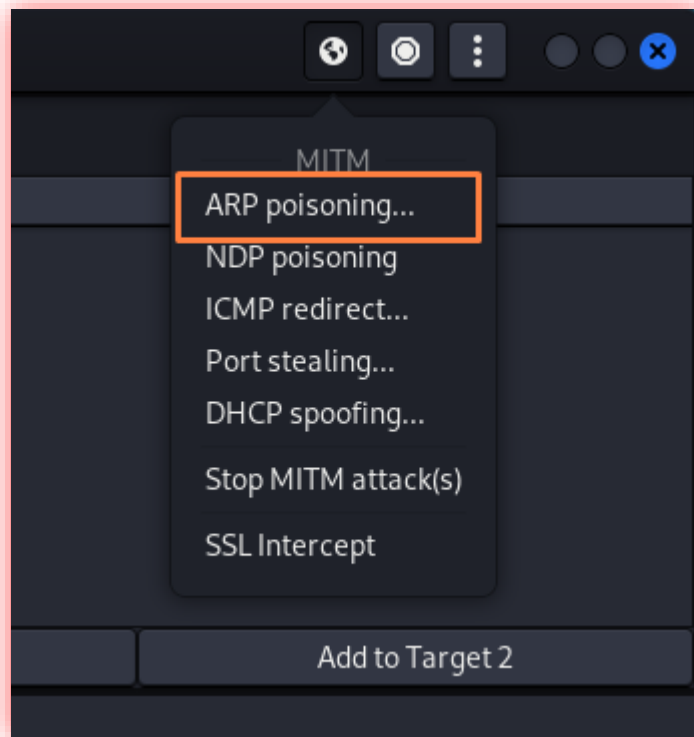 MITM
ARP poisoning...
NDP poisoning
ICMP redirect...
Port stealing...
DHCP spoofing...
Stop MITM attack(s)
SSL Intercept
Add to Target 2